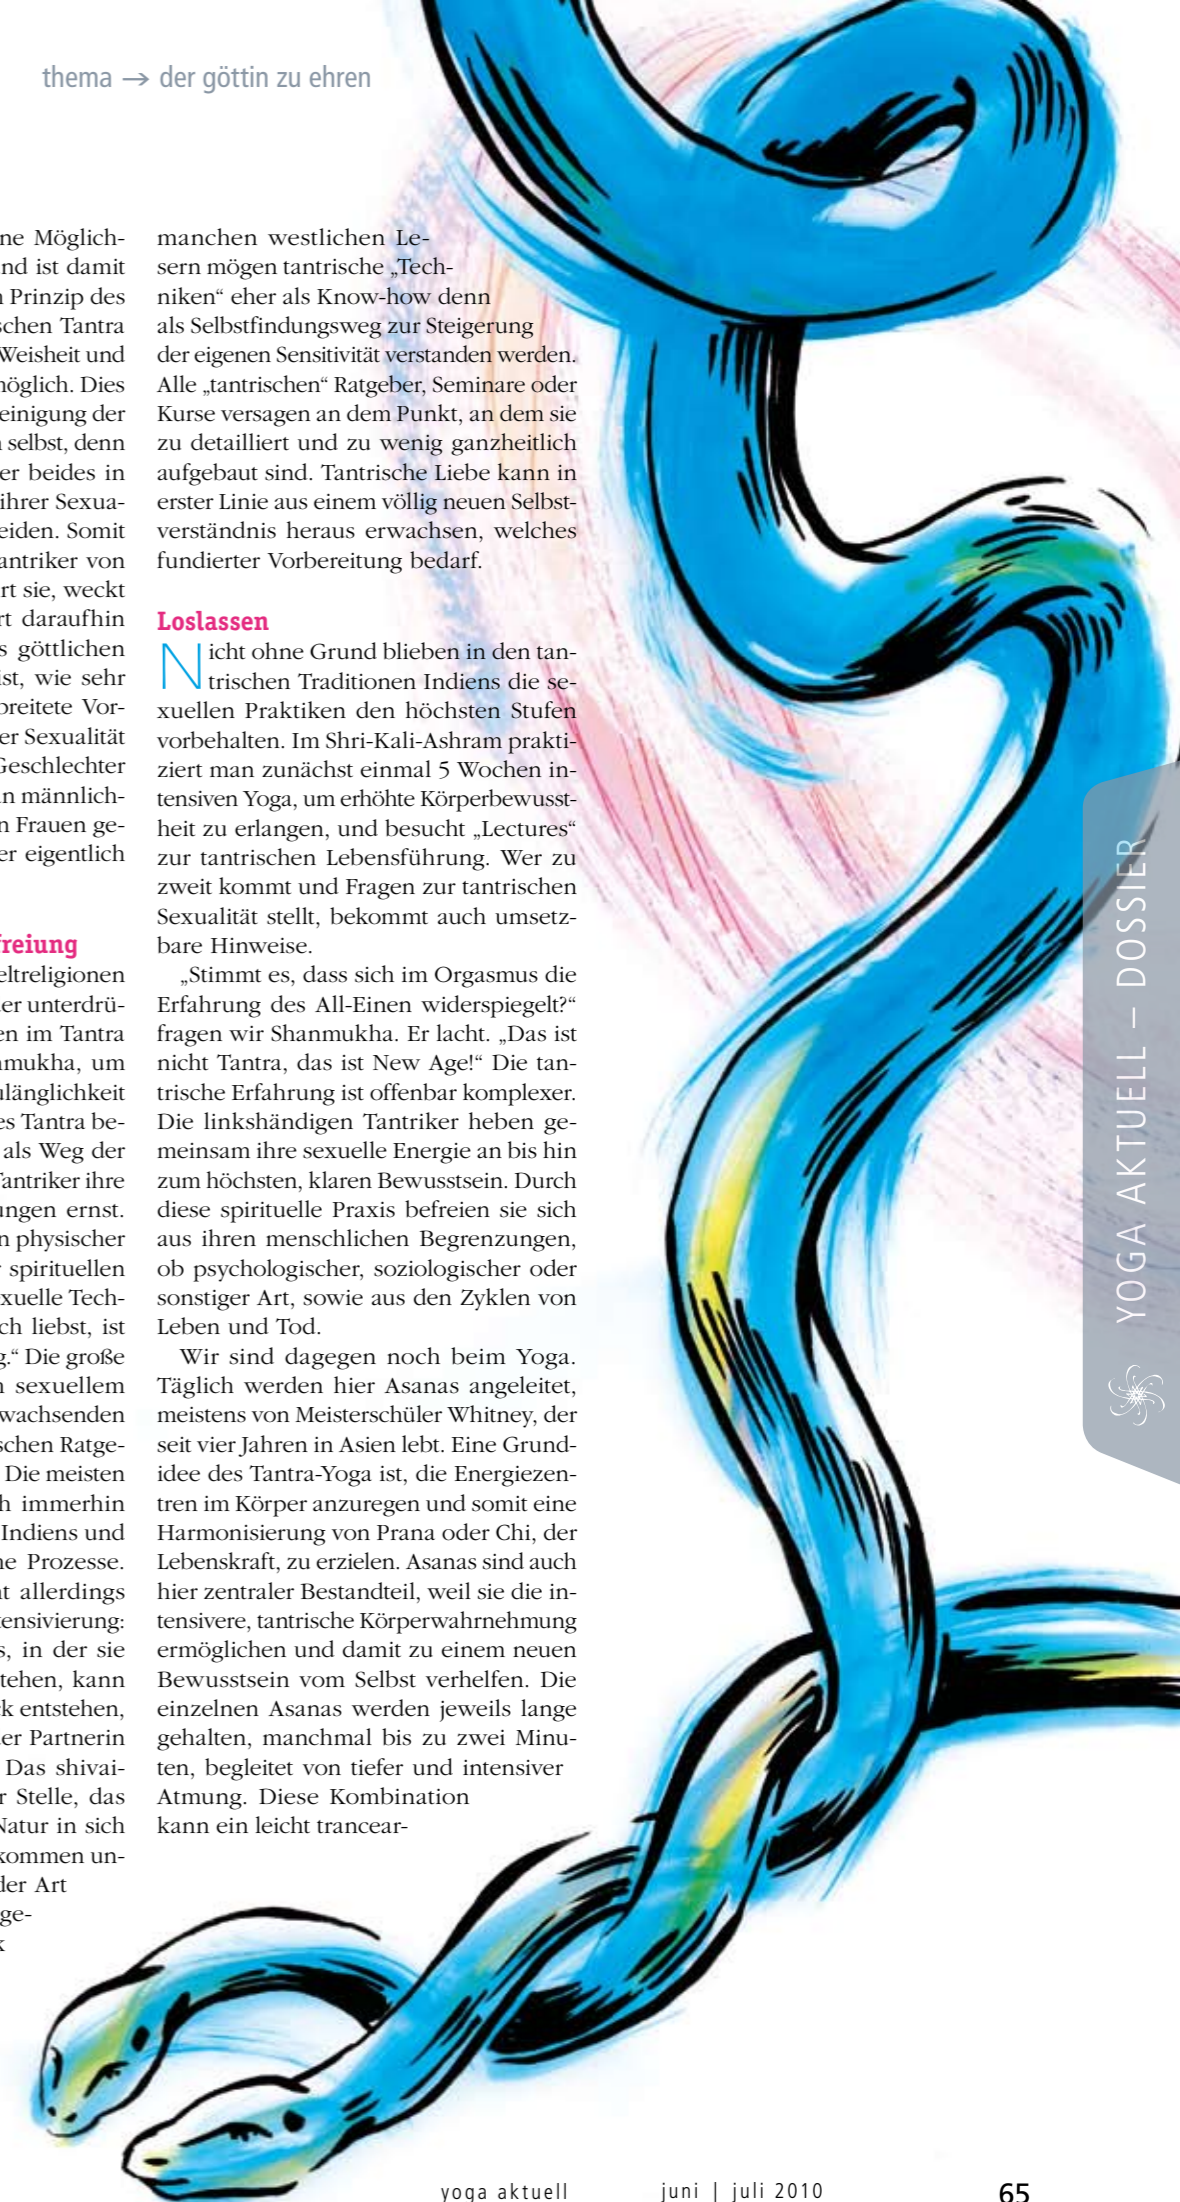 thema → der göttin zu ehren
ne Möglich-
nd ist damit
Prinzip des
schen Tantra
Weisheit und
möglich. Dies
einigung der
selbst, denn
er beides in
ihrer Sexua-
eiden. Somit
antriker von
rt sie, weckt
rt daraufhin
s göttlichen
ist, wie sehr
breitete Vor-
er Sexualität
Geschlechter
n männlich-
n Frauen ge-
er eigentlich
freiung
eltreligionen
er unterdrü-
en im Tantra
nmukha, um
ulänglichkeit
es Tantra be-
als Weg der
Tantriker ihre
ungen ernst.
n physischer
spirituellen
xuelle Tech-
ch liebst, ist
g.“ Die große
n sexuellem
wachsenden
schen Ratge-
Die meisten
h immerhin
Indiens und
ne Prozesse.
nt allerdings
tensivierung:
s, in der sie
tehen, kann
ck entstehen,
der Partnerin
Das shivai-
r Stelle, das
Natur in sich
kommen un-
der Art
ge-
k
manchen westlichen Le-
sern mögen tantrische „Tech-
niken“ eher als Know-how denn
als Selbstfindungsweg zur Steigerung
der eigenen Sensitivität verstanden werden.
Alle „tantrischen“ Ratgeber, Seminare oder
Kurse versagen an dem Punkt, an dem sie
zu detailliert und zu wenig ganzheitlich
aufgebaut sind. Tantrische Liebe kann in
erster Linie aus einem völlig neuen Selbst-
verständnis heraus erwachsen, welches
fundierter Vorbereitung bedarf.
Loslassen
Nicht ohne Grund blieben in den tan-
trischen Traditionen Indiens die se-
xuellen Praktiken den höchsten Stufen
vorbehalten. Im Shri-Kali-Ashram prakti-
ziert man zunächst einmal 5 Wochen in-
tensiven Yoga, um erhöhte Körperbewusst-
heit zu erlangen, und besucht „Lectures“
zur tantrischen Lebensführung. Wer zu
zweit kommt und Fragen zur tantrischen
Sexualität stellt, bekommt auch umsetz-
bare Hinweise.
„Stimmt es, dass sich im Orgasmus die
Erfahrung des All-Einen widerspiegelt?“
fragen wir Shanmukha. Er lacht. „Das ist
nicht Tantra, das ist New Age!“ Die tan-
trische Erfahrung ist offenbar komplexer.
Die linkshändigen Tantriker heben ge-
meinsam ihre sexuelle Energie an bis hin
zum höchsten, klaren Bewusstsein. Durch
diese spirituelle Praxis befreien sie sich
aus ihren menschlichen Begrenzungen,
ob psychologischer, soziologischer oder
sonstiger Art, sowie aus den Zyklen von
Leben und Tod.
Wir sind dagegen noch beim Yoga.
Täglich werden hier Asanas angeleitet,
meistens von Meisterschüler Whitney, der
seit vier Jahren in Asien lebt. Eine Grund-
idee des Tantra-Yoga ist, die Energiezen-
tren im Körper anzuregen und somit eine
Harmonisierung von Prana oder Chi, der
Lebenskraft, zu erzielen. Asanas sind auch
hier zentraler Bestandteil, weil sie die in-
tensivere, tantrische Körperwahrnehmung
ermöglichen und damit zu einem neuen
Bewusstsein vom Selbst verhelfen. Die
einzelnen Asanas werden jeweils lange
gehalten, manchmal bis zu zwei Minu-
ten, begleitet von tiefer und intensiver
Atmung. Diese Kombination
kann ein leicht trancear-
YOGA AKTUELL – DOSSIER
yoga aktuell juni | juli 2010 65